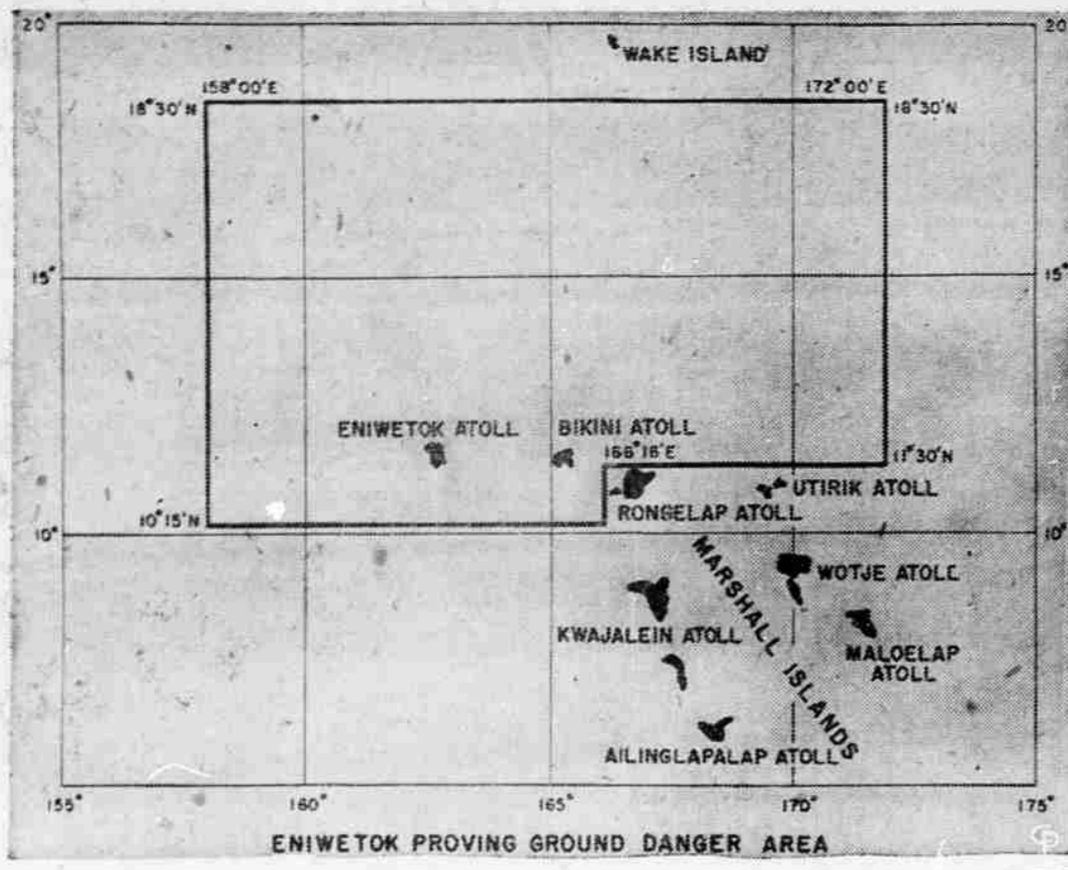 20°
20
WAKE ISLAND
158°00'E
172°00'E
18°30'N
18°30'N
15°
15°
ENIWETOK ATOLL
BIKINI ATOLL
166°16'E
11°30'N
UTIRIK ATOLL
10°15'N
RONGELAP ATOLL
10°
10°
MARSHALL ISLANDS
WOTJE ATOLL
KWAJALEIN ATOLL
MALOELAP
ATOLL
AILINGLAPALAP ATOLL
155°
160°
165°
170°
175°
ENIWETOK PROVING GROUND DANGER AREA
CP